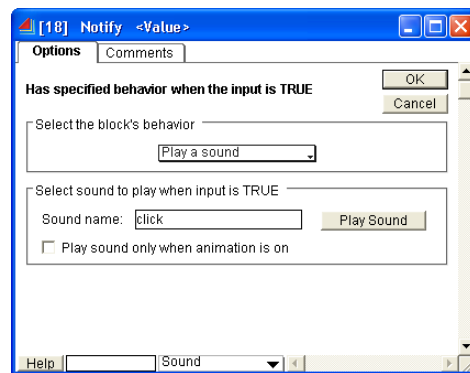 [18] Notify <Value>
Options Comments
Has specified behavior when the input is TRUE
OK
Cancel
Select the block's behavior
Play a sound
Select sound to play when input is TRUE
Sound name: click Play Sound
Play sound only when animation is on
Help Sound